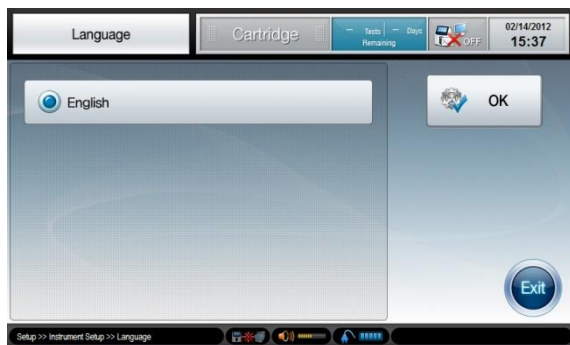 Language
Cartridge
– Tests – Days
Remaining
OFF
02/14/2012
15:37
English
OK
Exit
Setup >> Instrument Setup >> Language